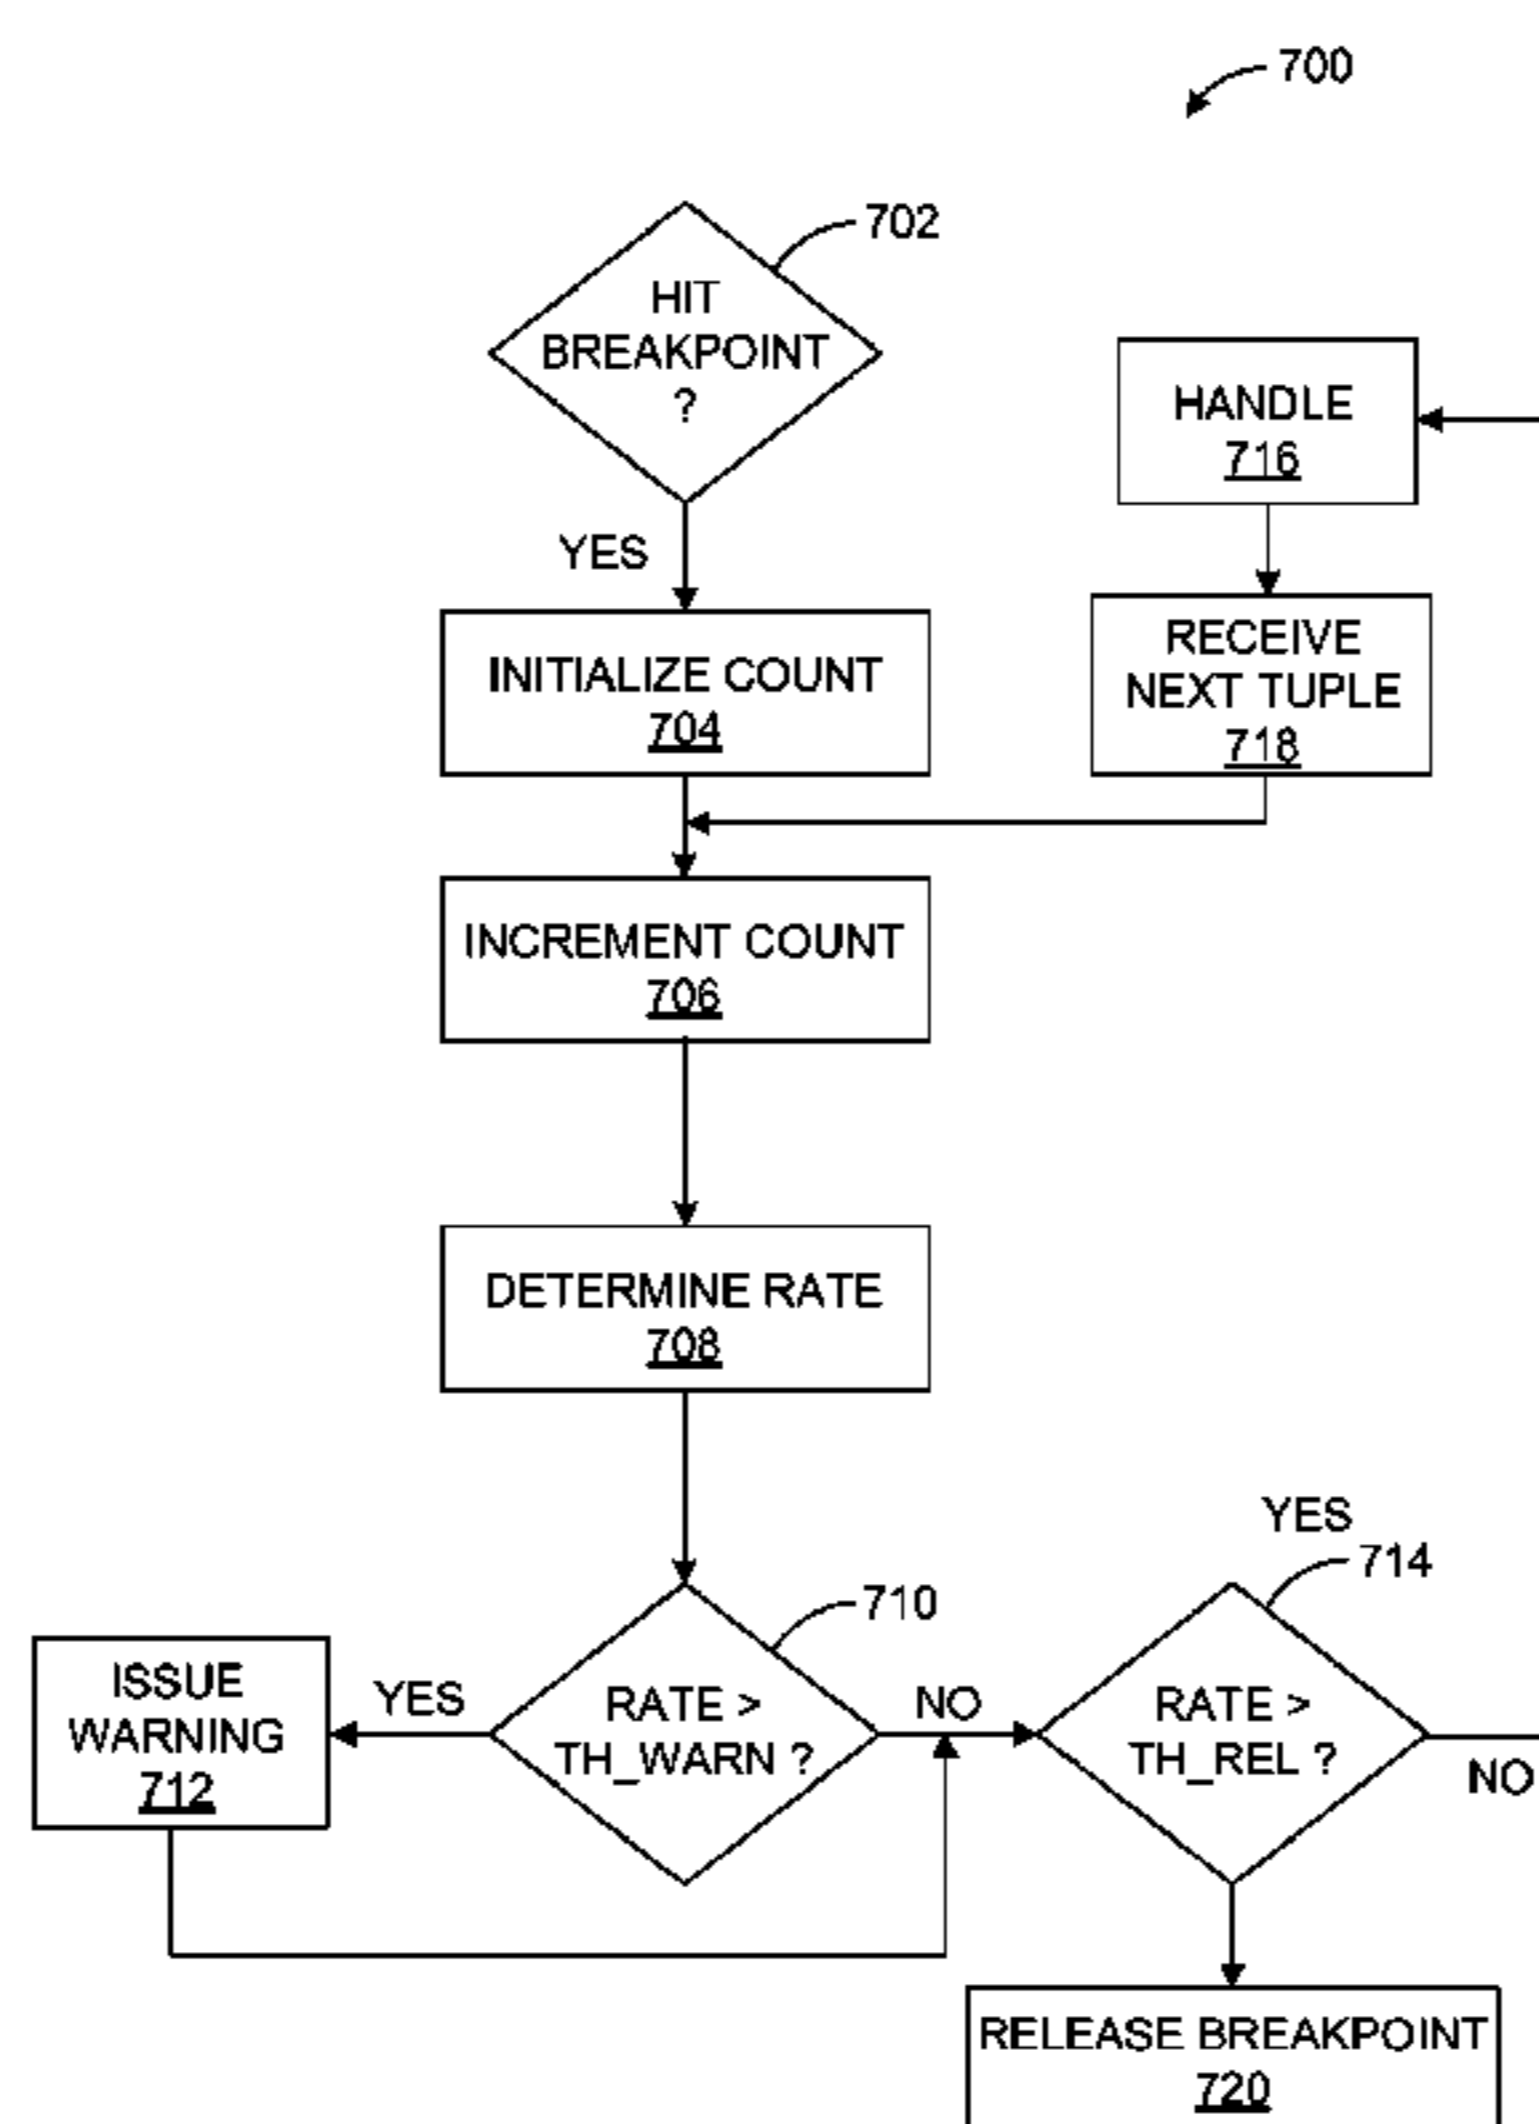 700
702
HIT
BREAKPOINT
?
YES
HANDLE
716
INITIALIZE COUNT
704
RECEIVE
NEXT TUPLE
718
INCREMENT COUNT
706
DETERMINE RATE
708
YES
714
710
ISSUE
WARNING
712
YES
RATE >
TH_WARN ?
NO
RATE >
TH_REL ?
NO
RELEASE BREAKPOINT
720